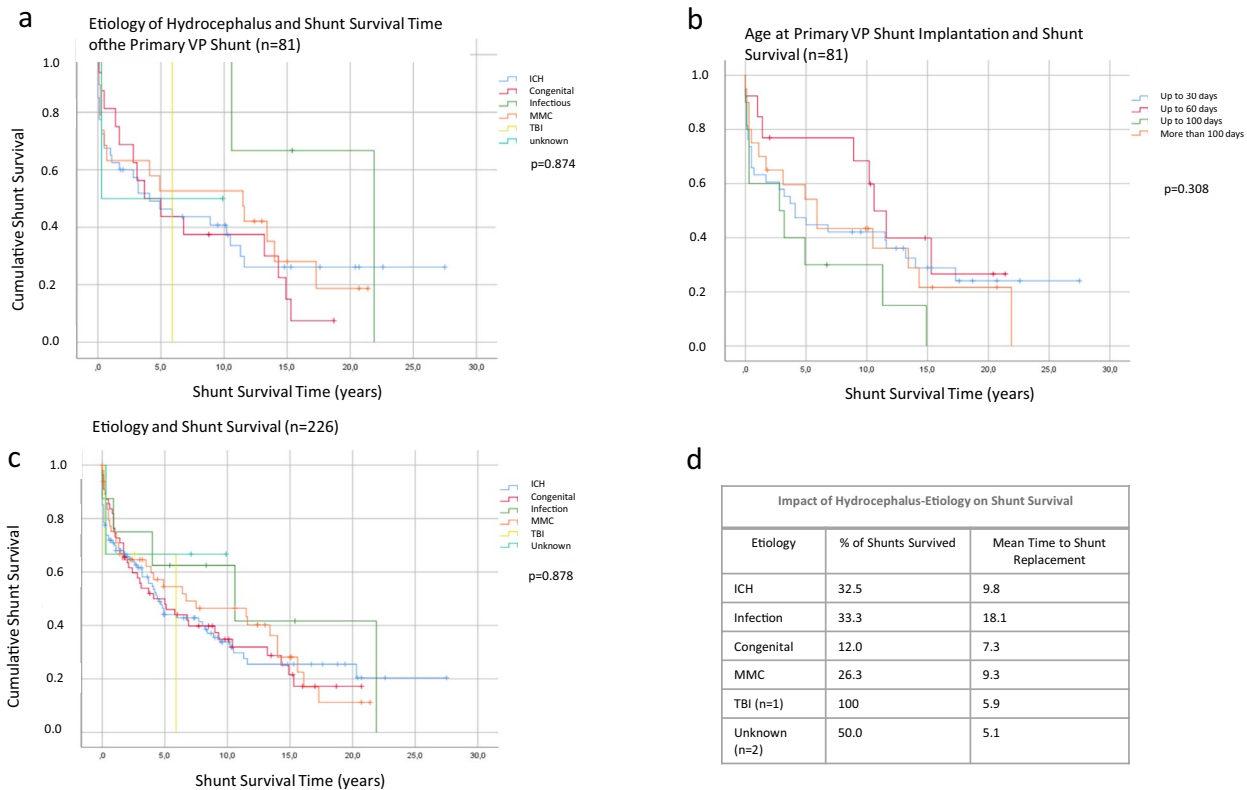 a
Etiology of Hydrocephalus and Shunt Survival Time
ofthe Primary VP Shunt (n=81)
1.0
0.8
0.6
0.4
0.2
0.0
Cumulative Shunt Survival
,0 5,0 10,0 15,0 20,0 25,0 30,0
Shunt Survival Time (years)
ICH
Congenital
Infectious
MMC
TBI
unknown
p=0.874
b
Age at Primary VP Shunt Implantation and Shunt
Survival (n=81)
1.0
0.8
0.6
0.4
0.2
0.0
,0 5,0 10,0 15,0 20,0 25,0 30,0
Shunt Survival Time (years)
Up to 30 days
Up to 60 days
Up to 100 days
More than 100 days
p=0.308
Etiology and Shunt Survival (n=226)
c
1.0
0.8
0.6
0.4
0.2
0.0
Cumulative Shunt Survival
,0 5,0 10,0 15,0 20,0 25,0 30,0
Shunt Survival Time (years)
ICH
Congenital
Infection
MMC
TBI
Unknown
p=0.878
d
Impact of Hydrocephalus-Etiology on Shunt Survival
Etiology % of Shunts Survived Mean Time to Shunt
Replacement
ICH 32.5 9.8
Infection 33.3 18.1
Congenital 12.0 7.3
MMC 26.3 9.3
TBI (n=1) 100 5.9
Unknown 50.0 5.1
(n=2)